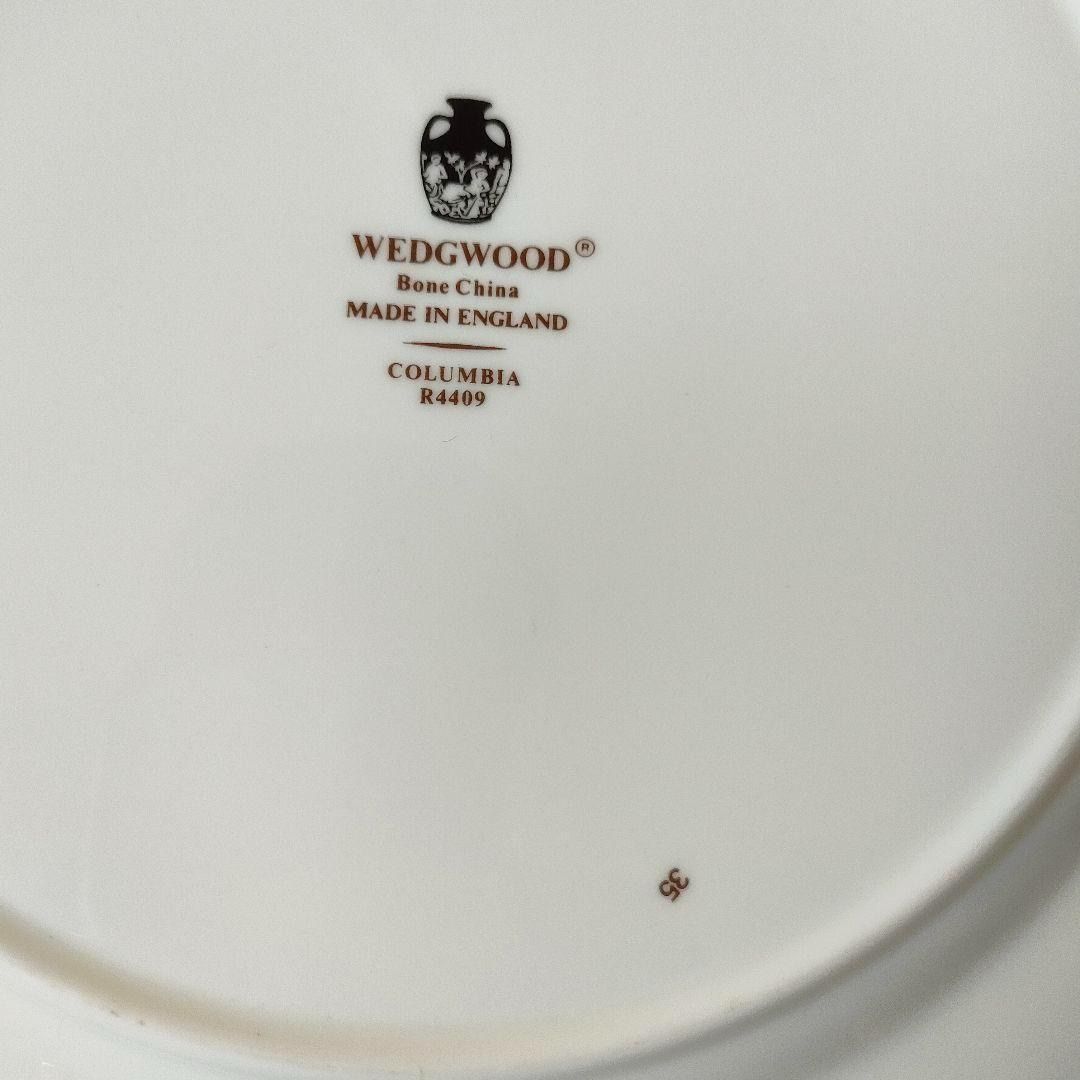 WEDGWOOD®
Bone China
MADE IN ENGLAND
COLUMBIA
R4409
35